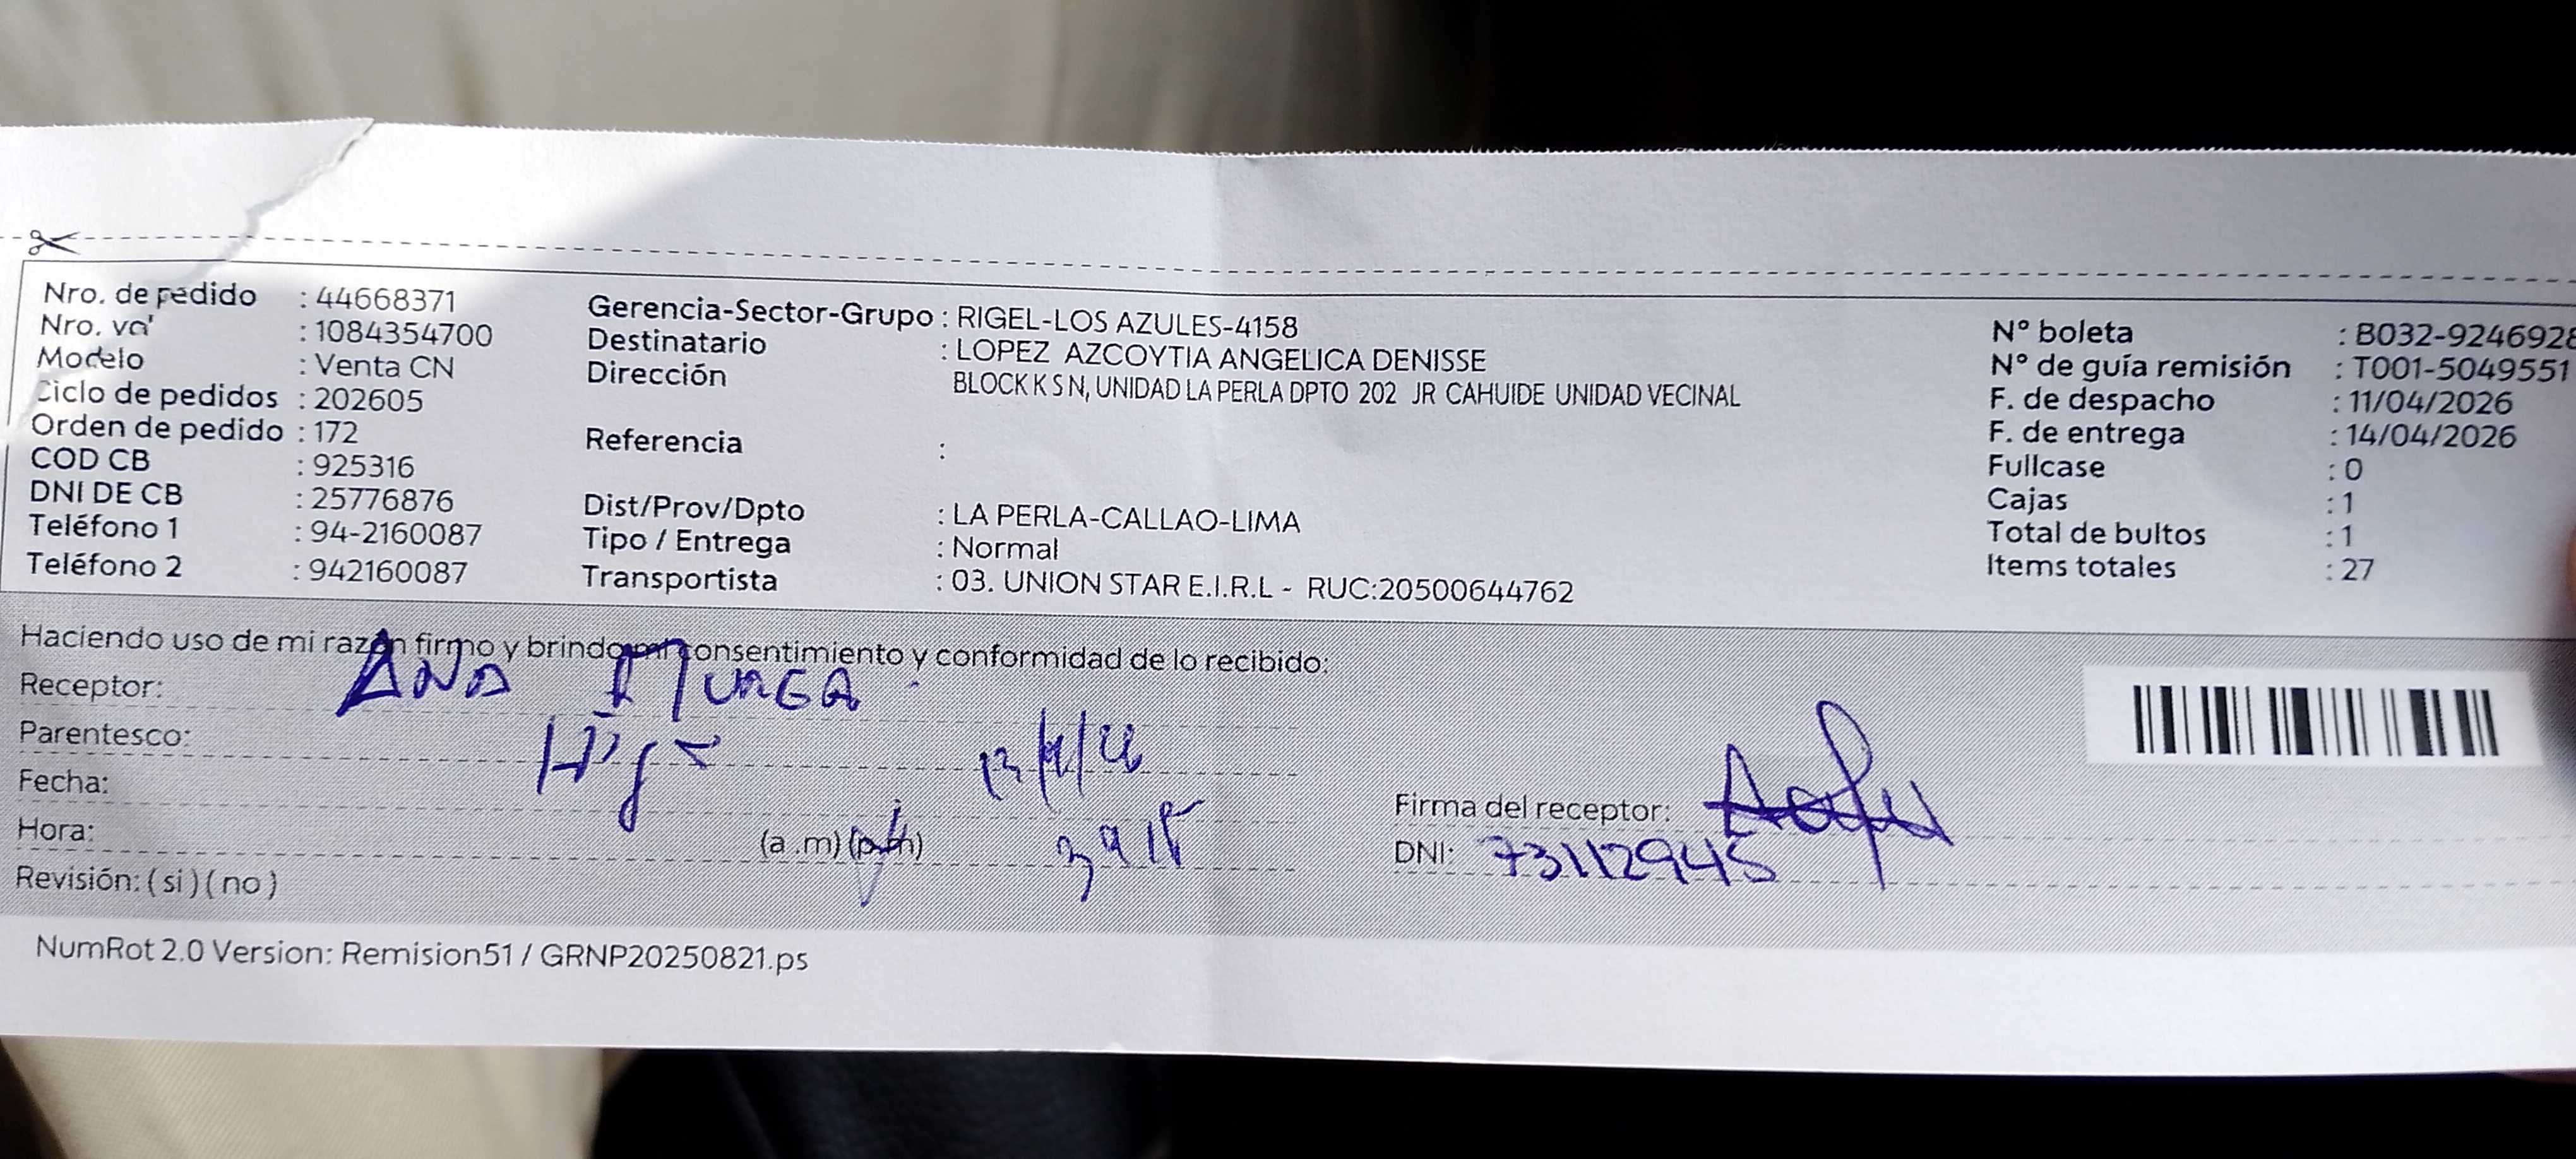 Nro. de pedido : 44668371
Nro. va : 1084354700
Modelo : Venta CN
Ciclo de pedidos : 202605
Orden de pedido : 172
COD CB : 925316
DNI DE CB : 25776876
Teléfono 1 : 94-2160087
Teléfono 2 : 942160087
Gerencia-Sector-Grupo : RIGEL-LOS AZULES-4158
Destinatario : LOPEZ AZCOYTIA ANGELICA DENISSE
Dirección BLOCK K S N, UNIDAD LA PERLA DPTO 202 JR CAHUIDE UNIDAD VECINAL
Referencia :
Dist/Prov/Dpto : LA PERLA-CALLAO-LIMA
Tipo / Entrega : Normal
Transportista : 03. UNION STAR E.I.R.L - RUC:20500644762
N° boleta : B032-9246928
N° de guía remisión : T001-5049551
F. de despacho : 11/04/2026
F. de entrega : 14/04/2026
Fullcase : 0
Cajas : 1
Total de bultos : 1
Items totales : 27
Haciendo uso de mi razón firmo y brindo mi consentimiento y conformidad de lo recibido:
Receptor: ANA MURGA
Parentesco: Hija
Fecha:
Hora: (a .m) (p.m)
Revisión: ( si ) ( no )
Firma del receptor:
DNI: 73112945
NumRot 2.0 Version: Remision51 / GRNP20250821.ps